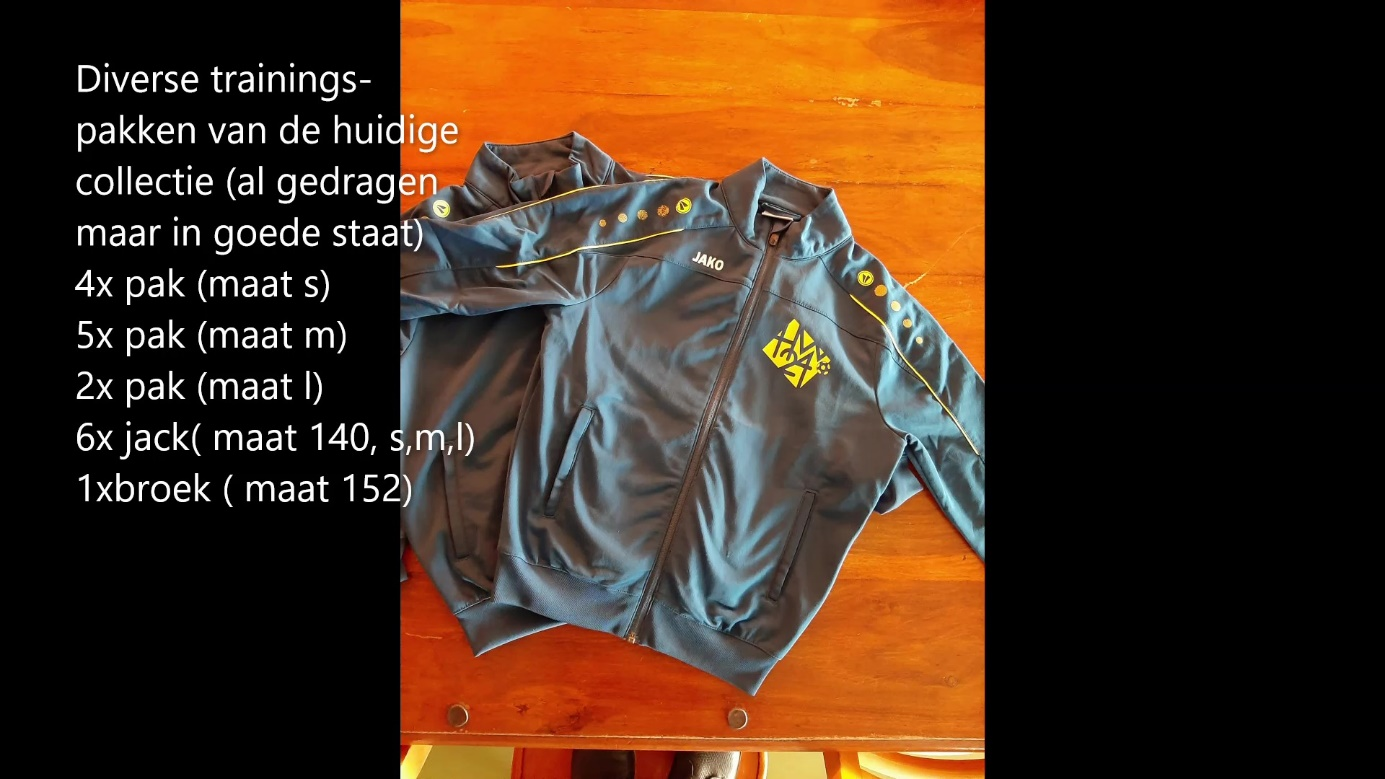 Diverse trainings-
pakken van de huidige
collectie (al gedragen
maar in goede staat)
4x pak (maat s)
5x pak (maat m)
2x pak (maat l)
6x jack( maat 140, s,m,l)
1xbroek ( maat 152)
JAKO